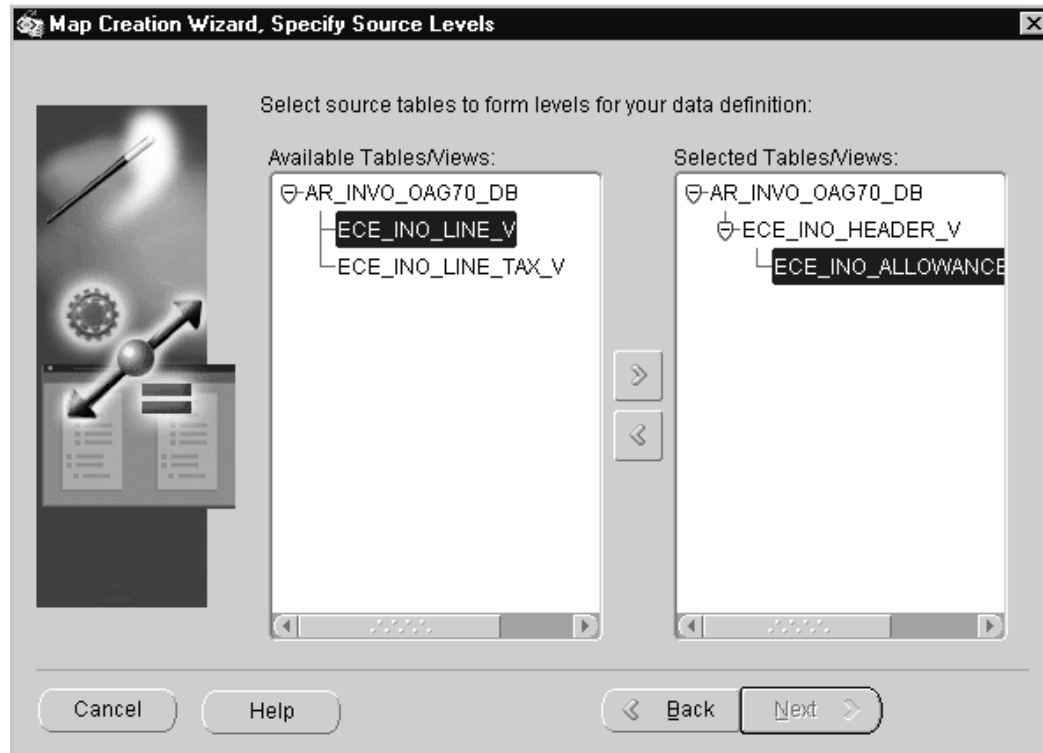 Map Creation Wizard, Specify Source Levels
Select source tables to form levels for your data definition:
Available Tables/Views:
AR_INVO_OAG70_DB
ECE_INO_LINE_V
ECE_INO_LINE_TAX_V
Selected Tables/Views:
AR_INVO_OAG70_DB
ECE_INO_HEADER_V
ECE_INO_ALLOWANCE
Cancel
Help
Back
Next